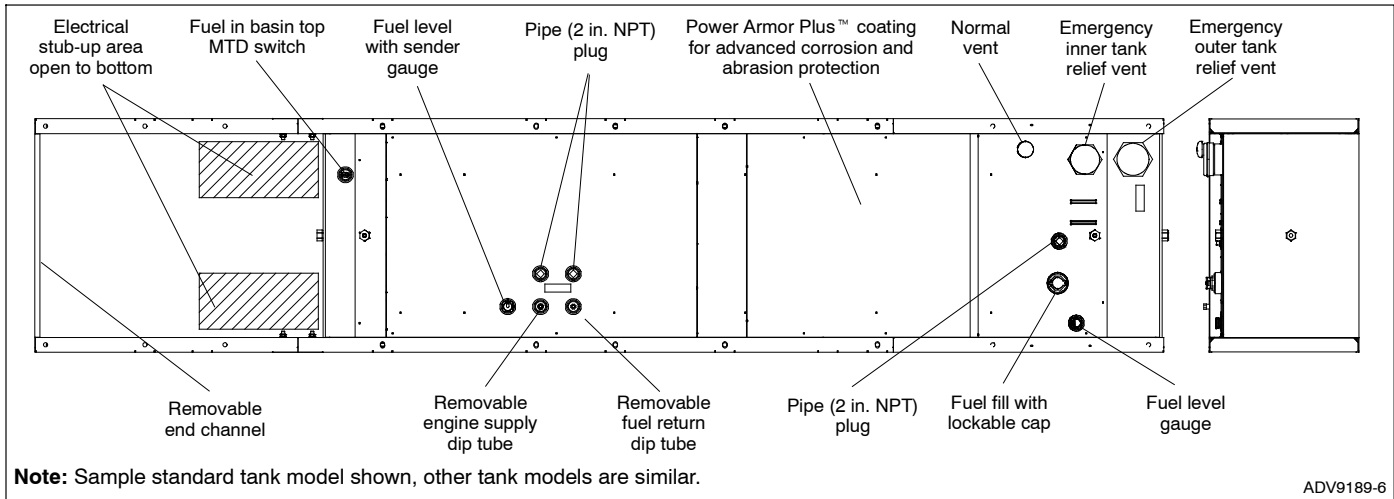 Electrical
stub-up area
open to bottom
Fuel in basin top
MTD switch
Fuel level
with sender
gauge
Pipe (2 in. NPT)
plug
Power Armor Plus™ coating
for advanced corrosion and
abrasion protection
Normal
vent
Emergency
inner tank
relief vent
Emergency
outer tank
relief vent
Removable
end channel
Removable
engine supply
dip tube
Removable
fuel return
dip tube
Pipe (2 in. NPT)
plug
Fuel fill with
lockable cap
Fuel level
gauge
Note: Sample standard tank model shown, other tank models are similar.
ADV9189-6